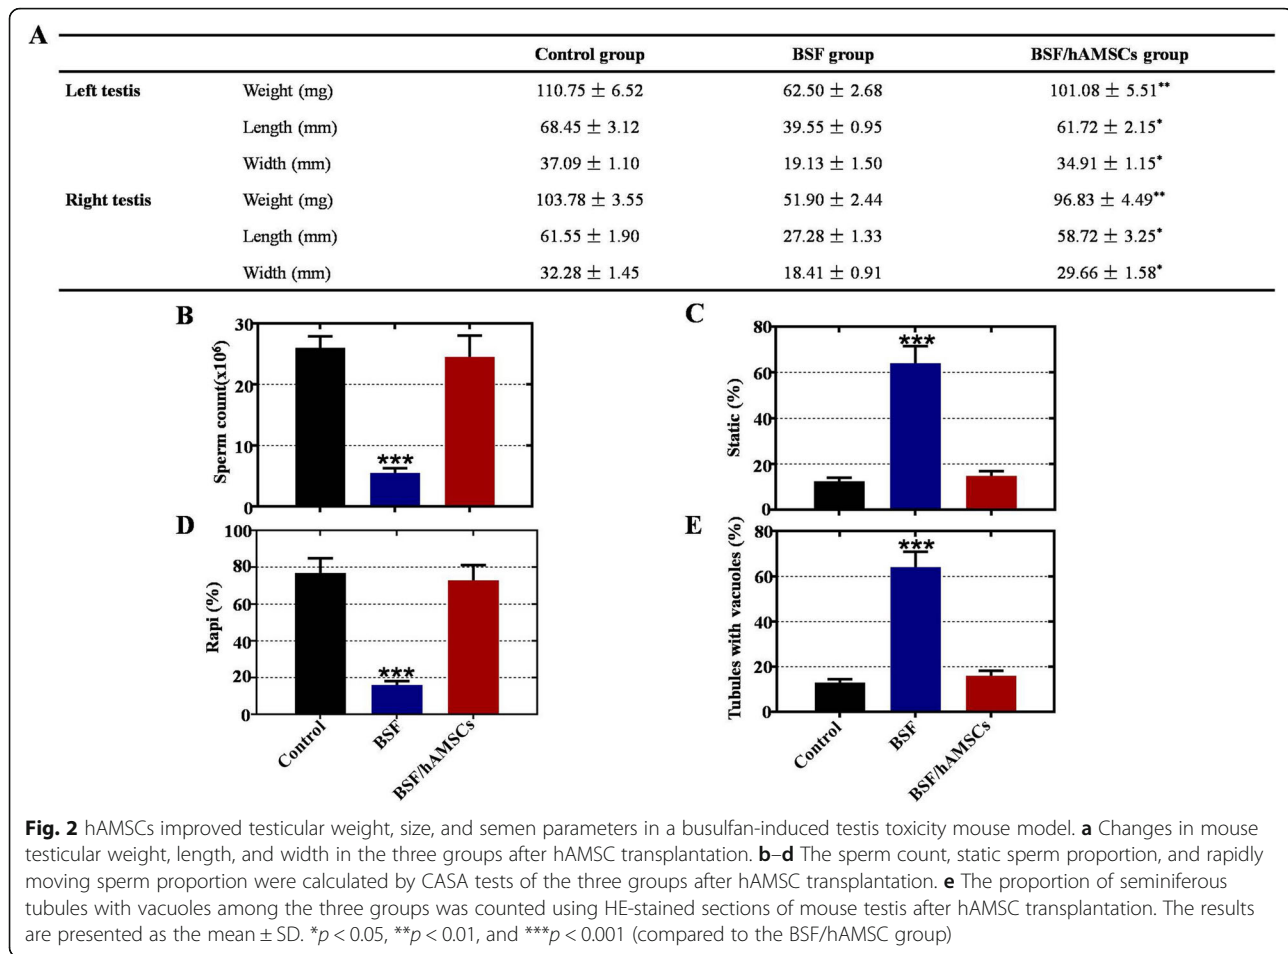 A
Control group BSF group BSF/hAMSCs group
Left testis Weight (mg) 110.75 ± 6.52 62.50 ± 2.68 101.08 ± 5.51**
Length (mm) 68.45 ± 3.12 39.55 ± 0.95 61.72 ± 2.15*
Width (mm) 37.09 ± 1.10 19.13 ± 1.50 34.91 ± 1.15*
Right testis Weight (mg) 103.78 ± 3.55 51.90 ± 2.44 96.83 ± 4.49**
Length (mm) 61.55 ± 1.90 27.28 ± 1.33 58.72 ± 3.25*
Width (mm) 32.28 ± 1.45 18.41 ± 0.91 29.66 ± 1.58*
B
Sperm count(x10⁶)
30
20
10
0
***
C
Static (%)
80
60
40
20
0
***
D
Rapi (%)
100
80
60
40
20
0
***
Control
BSF
BSF/hAMSCs
E
Tubules with vacuoles (%)
80
60
40
20
0
***
Control
BSF
BSF/hAMSCs
Fig. 2 hAMSCs improved testicular weight, size, and semen parameters in a busulfan-induced testis toxicity mouse model. a Changes in mouse
testicular weight, length, and width in the three groups after hAMSC transplantation. b–d The sperm count, static sperm proportion, and rapidly
moving sperm proportion were calculated by CASA tests of the three groups after hAMSC transplantation. e The proportion of seminiferous
tubules with vacuoles among the three groups was counted using HE-stained sections of mouse testis after hAMSC transplantation. The results
are presented as the mean ± SD. *p < 0.05, **p < 0.01, and ***p < 0.001 (compared to the BSF/hAMSC group)